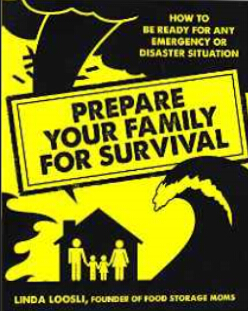 HOW TO
BE READY FOR ANY
EMERGENCY OR
DISASTER SITUATION
PREPARE
YOUR FAMILY
FOR SURVIVAL
LINDA LOOSLI, FOUNDER OF FOOD STORAGE MOMS